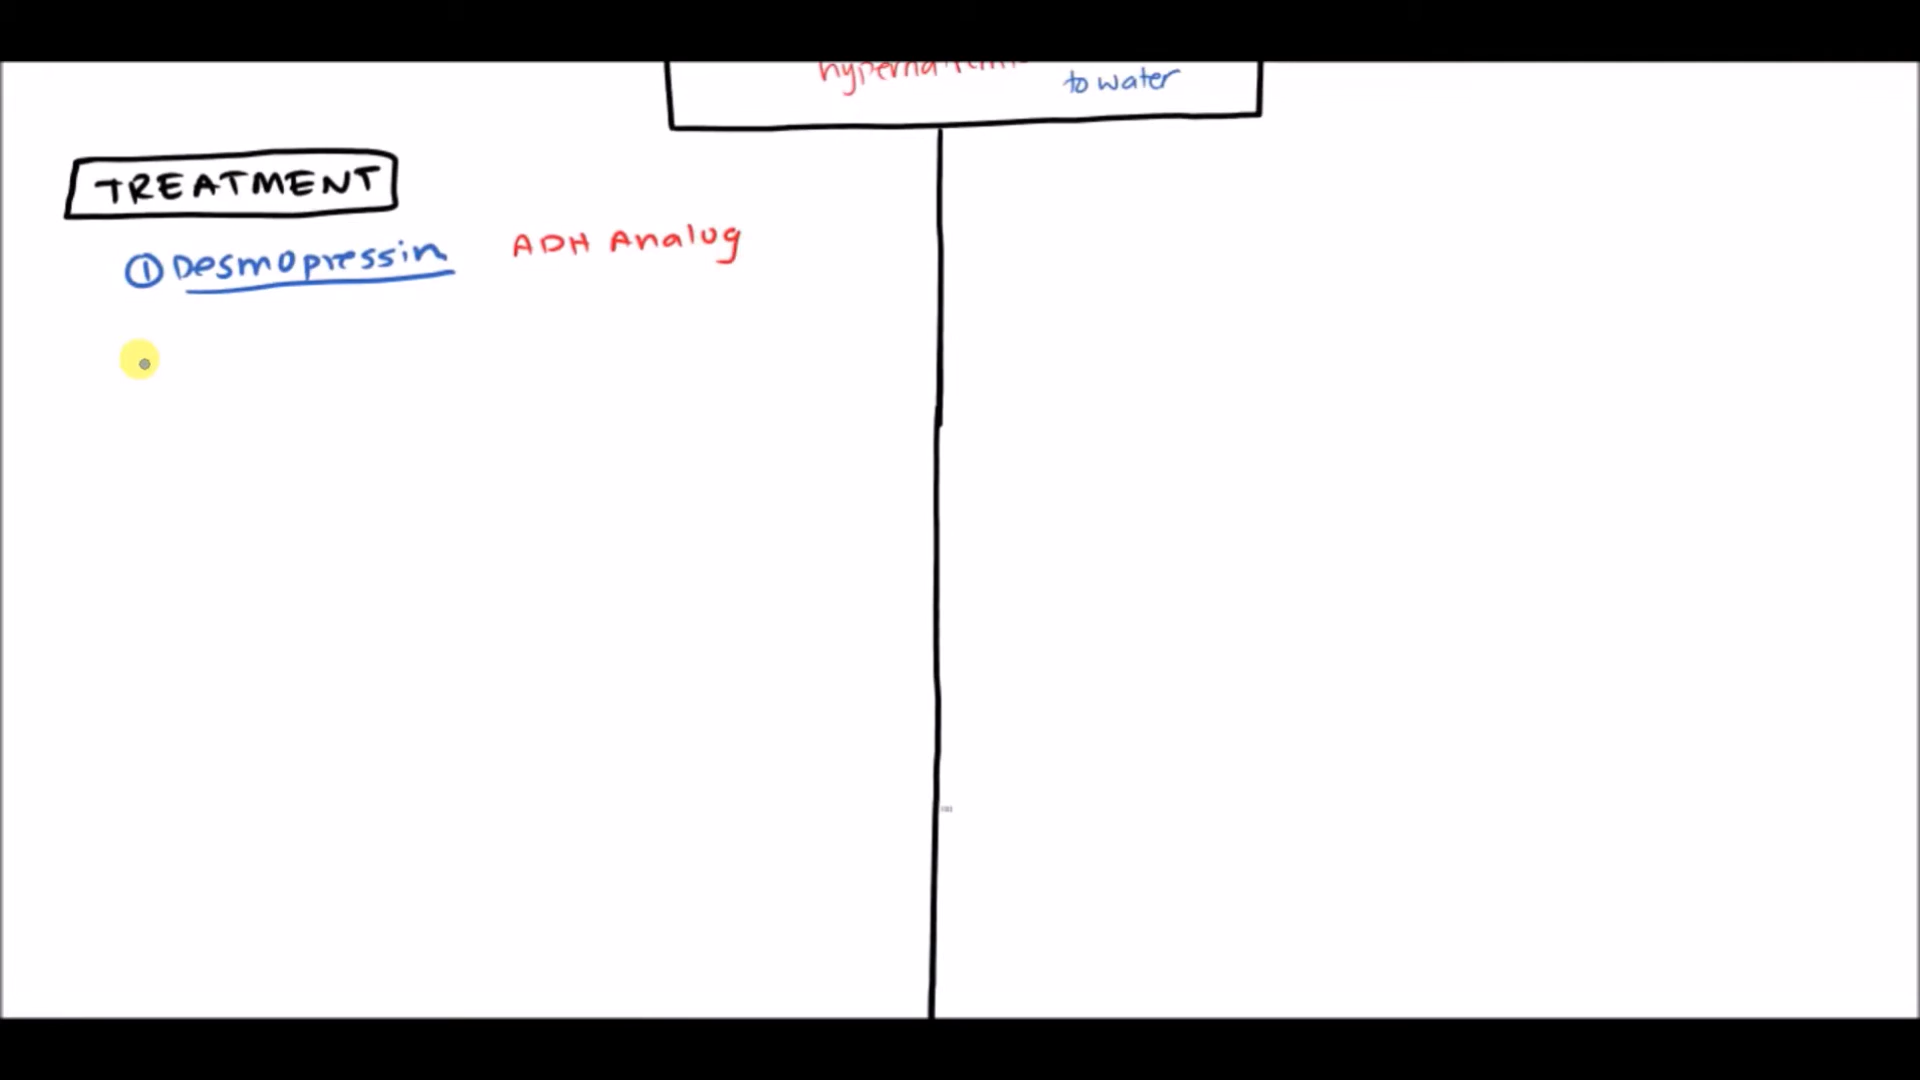 to water
TREATMENT
① Desmopressin ADH Analog